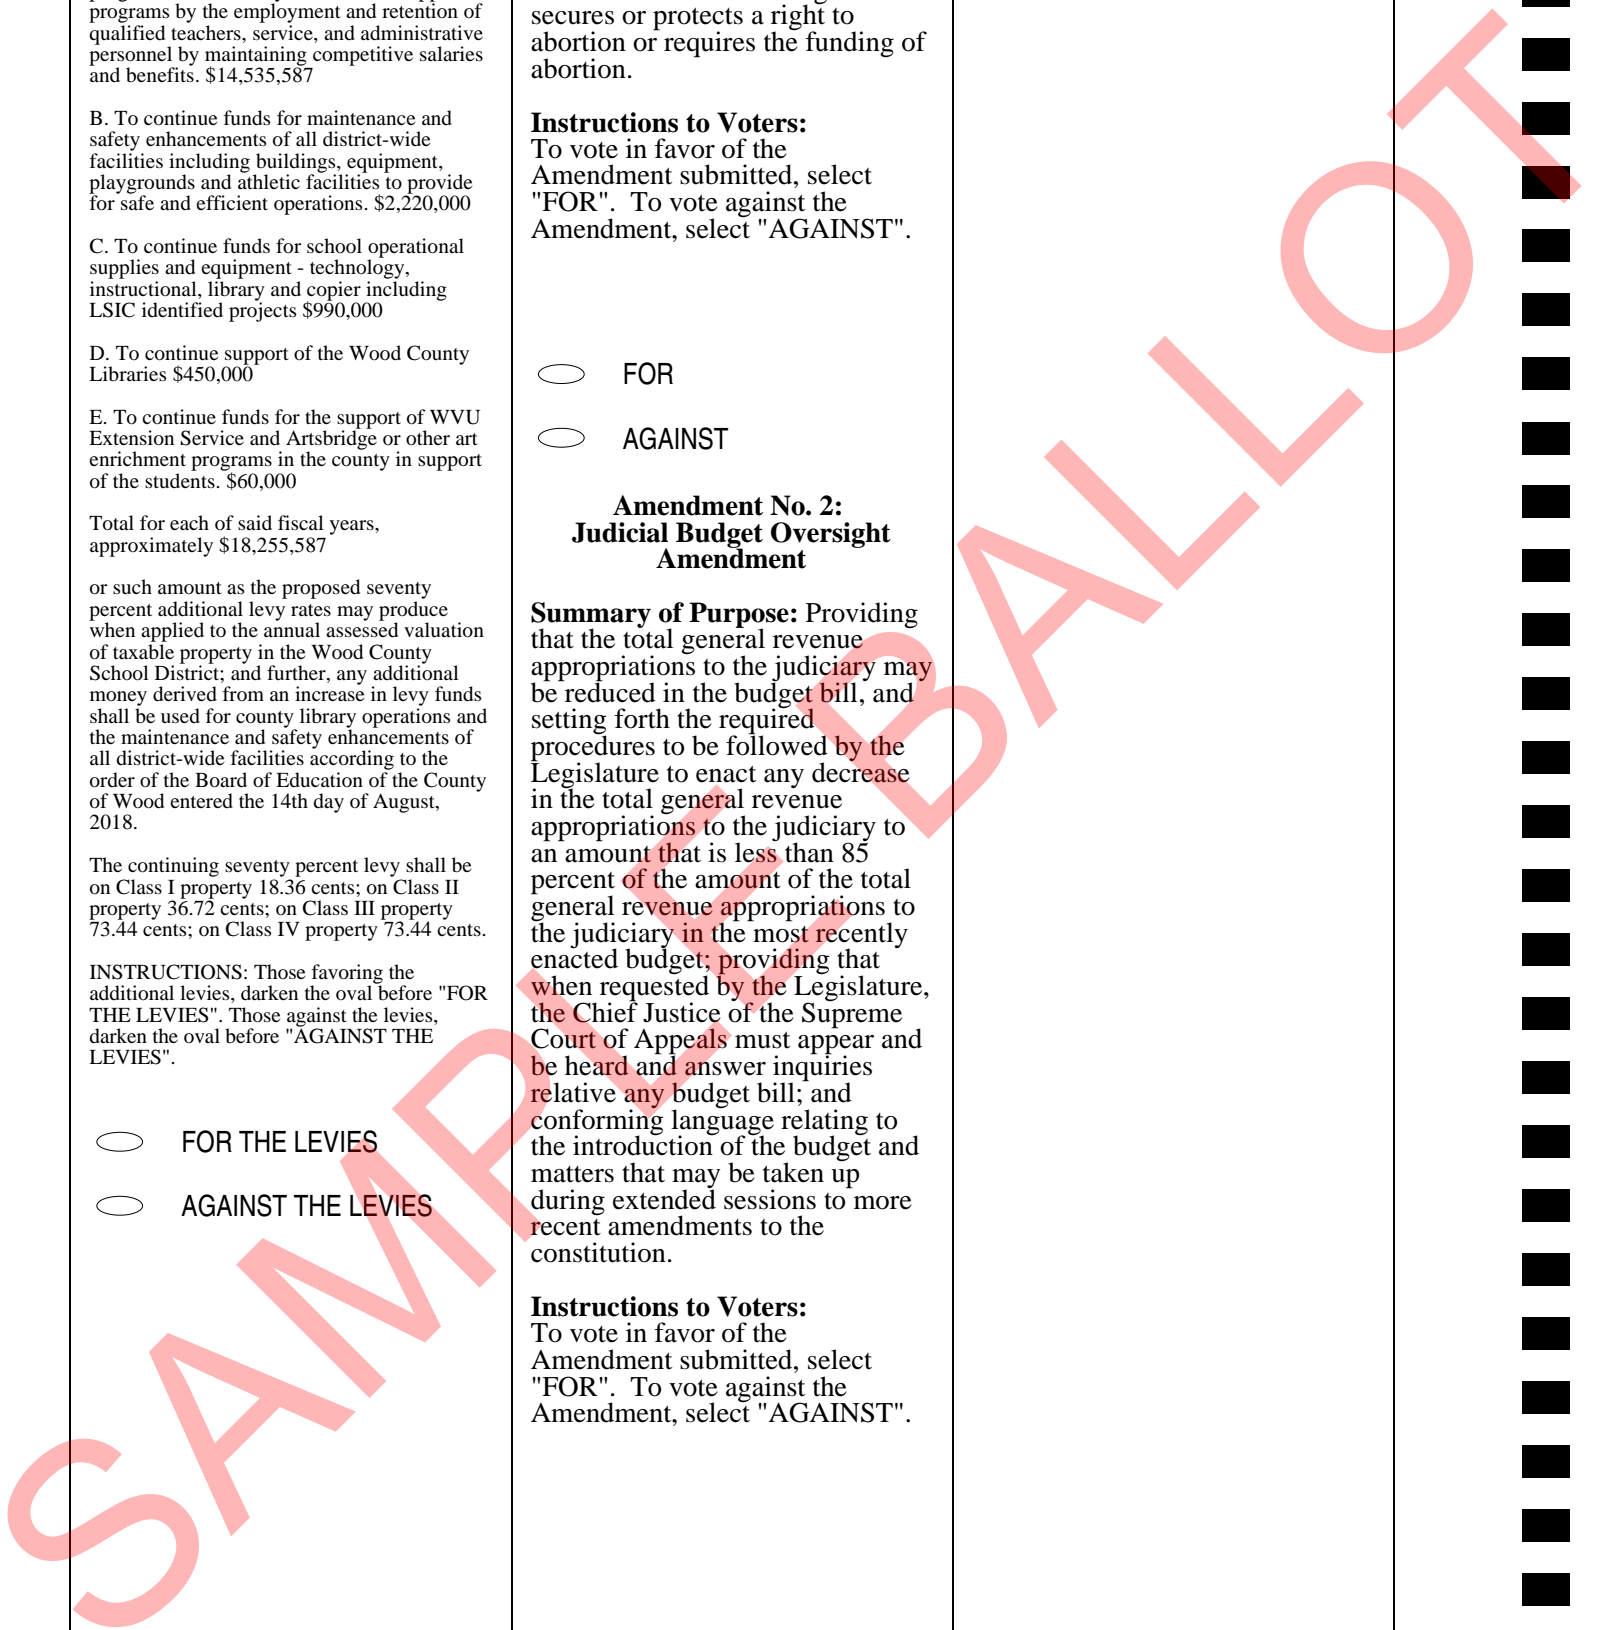 programs by the employment and retention of
qualified teachers, service, and administrative
personnel by maintaining competitive salaries
and benefits. $14,535,587
B. To continue funds for maintenance and
safety enhancements of all district-wide
facilities including buildings, equipment,
playgrounds and athletic facilities to provide
for safe and efficient operations. $2,220,000
C. To continue funds for school operational
supplies and equipment - technology,
instructional, library and copier including
LSIC identified projects $990,000
D. To continue support of the Wood County
Libraries $450,000
E. To continue funds for the support of WVU
Extension Service and Artsbridge or other art
enrichment programs in the county in support
of the students. $60,000
Total for each of said fiscal years,
approximately $18,255,587
or such amount as the proposed seventy
percent additional levy rates may produce
when applied to the annual assessed valuation
of taxable property in the Wood County
School District; and further, any additional
money derived from an increase in levy funds
shall be used for county library operations and
the maintenance and safety enhancements of
all district-wide facilities according to the
order of the Board of Education of the County
of Wood entered the 14th day of August,
2018.
The continuing seventy percent levy shall be
on Class I property 18.36 cents; on Class II
property 36.72 cents; on Class III property
73.44 cents; on Class IV property 73.44 cents.
INSTRUCTIONS: Those favoring the
additional levies, darken the oval before "FOR
THE LEVIES". Those against the levies,
darken the oval before "AGAINST THE
LEVIES".
FOR THE LEVIES
AGAINST THE LEVIES
secures or protects a right to
abortion or requires the funding of
abortion.
Instructions to Voters:
To vote in favor of the
Amendment submitted, select
"FOR".  To vote against the
Amendment, select "AGAINST".
FOR
AGAINST
Amendment No. 2:
Judicial Budget Oversight
Amendment
Summary of Purpose: Providing
that the total general revenue
appropriations to the judiciary may
be reduced in the budget bill, and
setting forth the required
procedures to be followed by the
Legislature to enact any decrease
in the total general revenue
appropriations to the judiciary to
an amount that is less than 85
percent of the amount of the total
general revenue appropriations to
the judiciary in the most recently
enacted budget; providing that
when requested by the Legislature,
the Chief Justice of the Supreme
Court of Appeals must appear and
be heard and answer inquiries
relative any budget bill; and
conforming language relating to
the introduction of the budget and
matters that may be taken up
during extended sessions to more
recent amendments to the
constitution.
Instructions to Voters:
To vote in favor of the
Amendment submitted, select
"FOR".  To vote against the
Amendment, select "AGAINST".
SAMPLE BALLOT